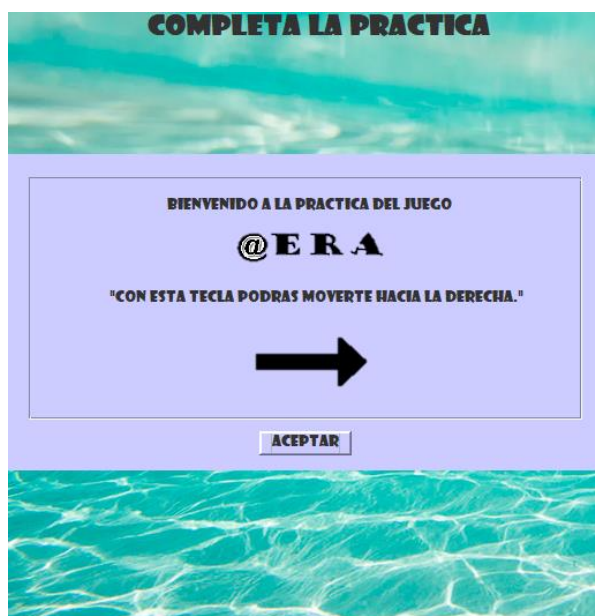 COMPLETA LA PRACTICA
BIENVENIDO A LA PRACTICA DEL JUEGO
@ERA
"CON ESTA TECLA PODRAS MOVERTE HACIA LA DERECHA."
ACEPTAR